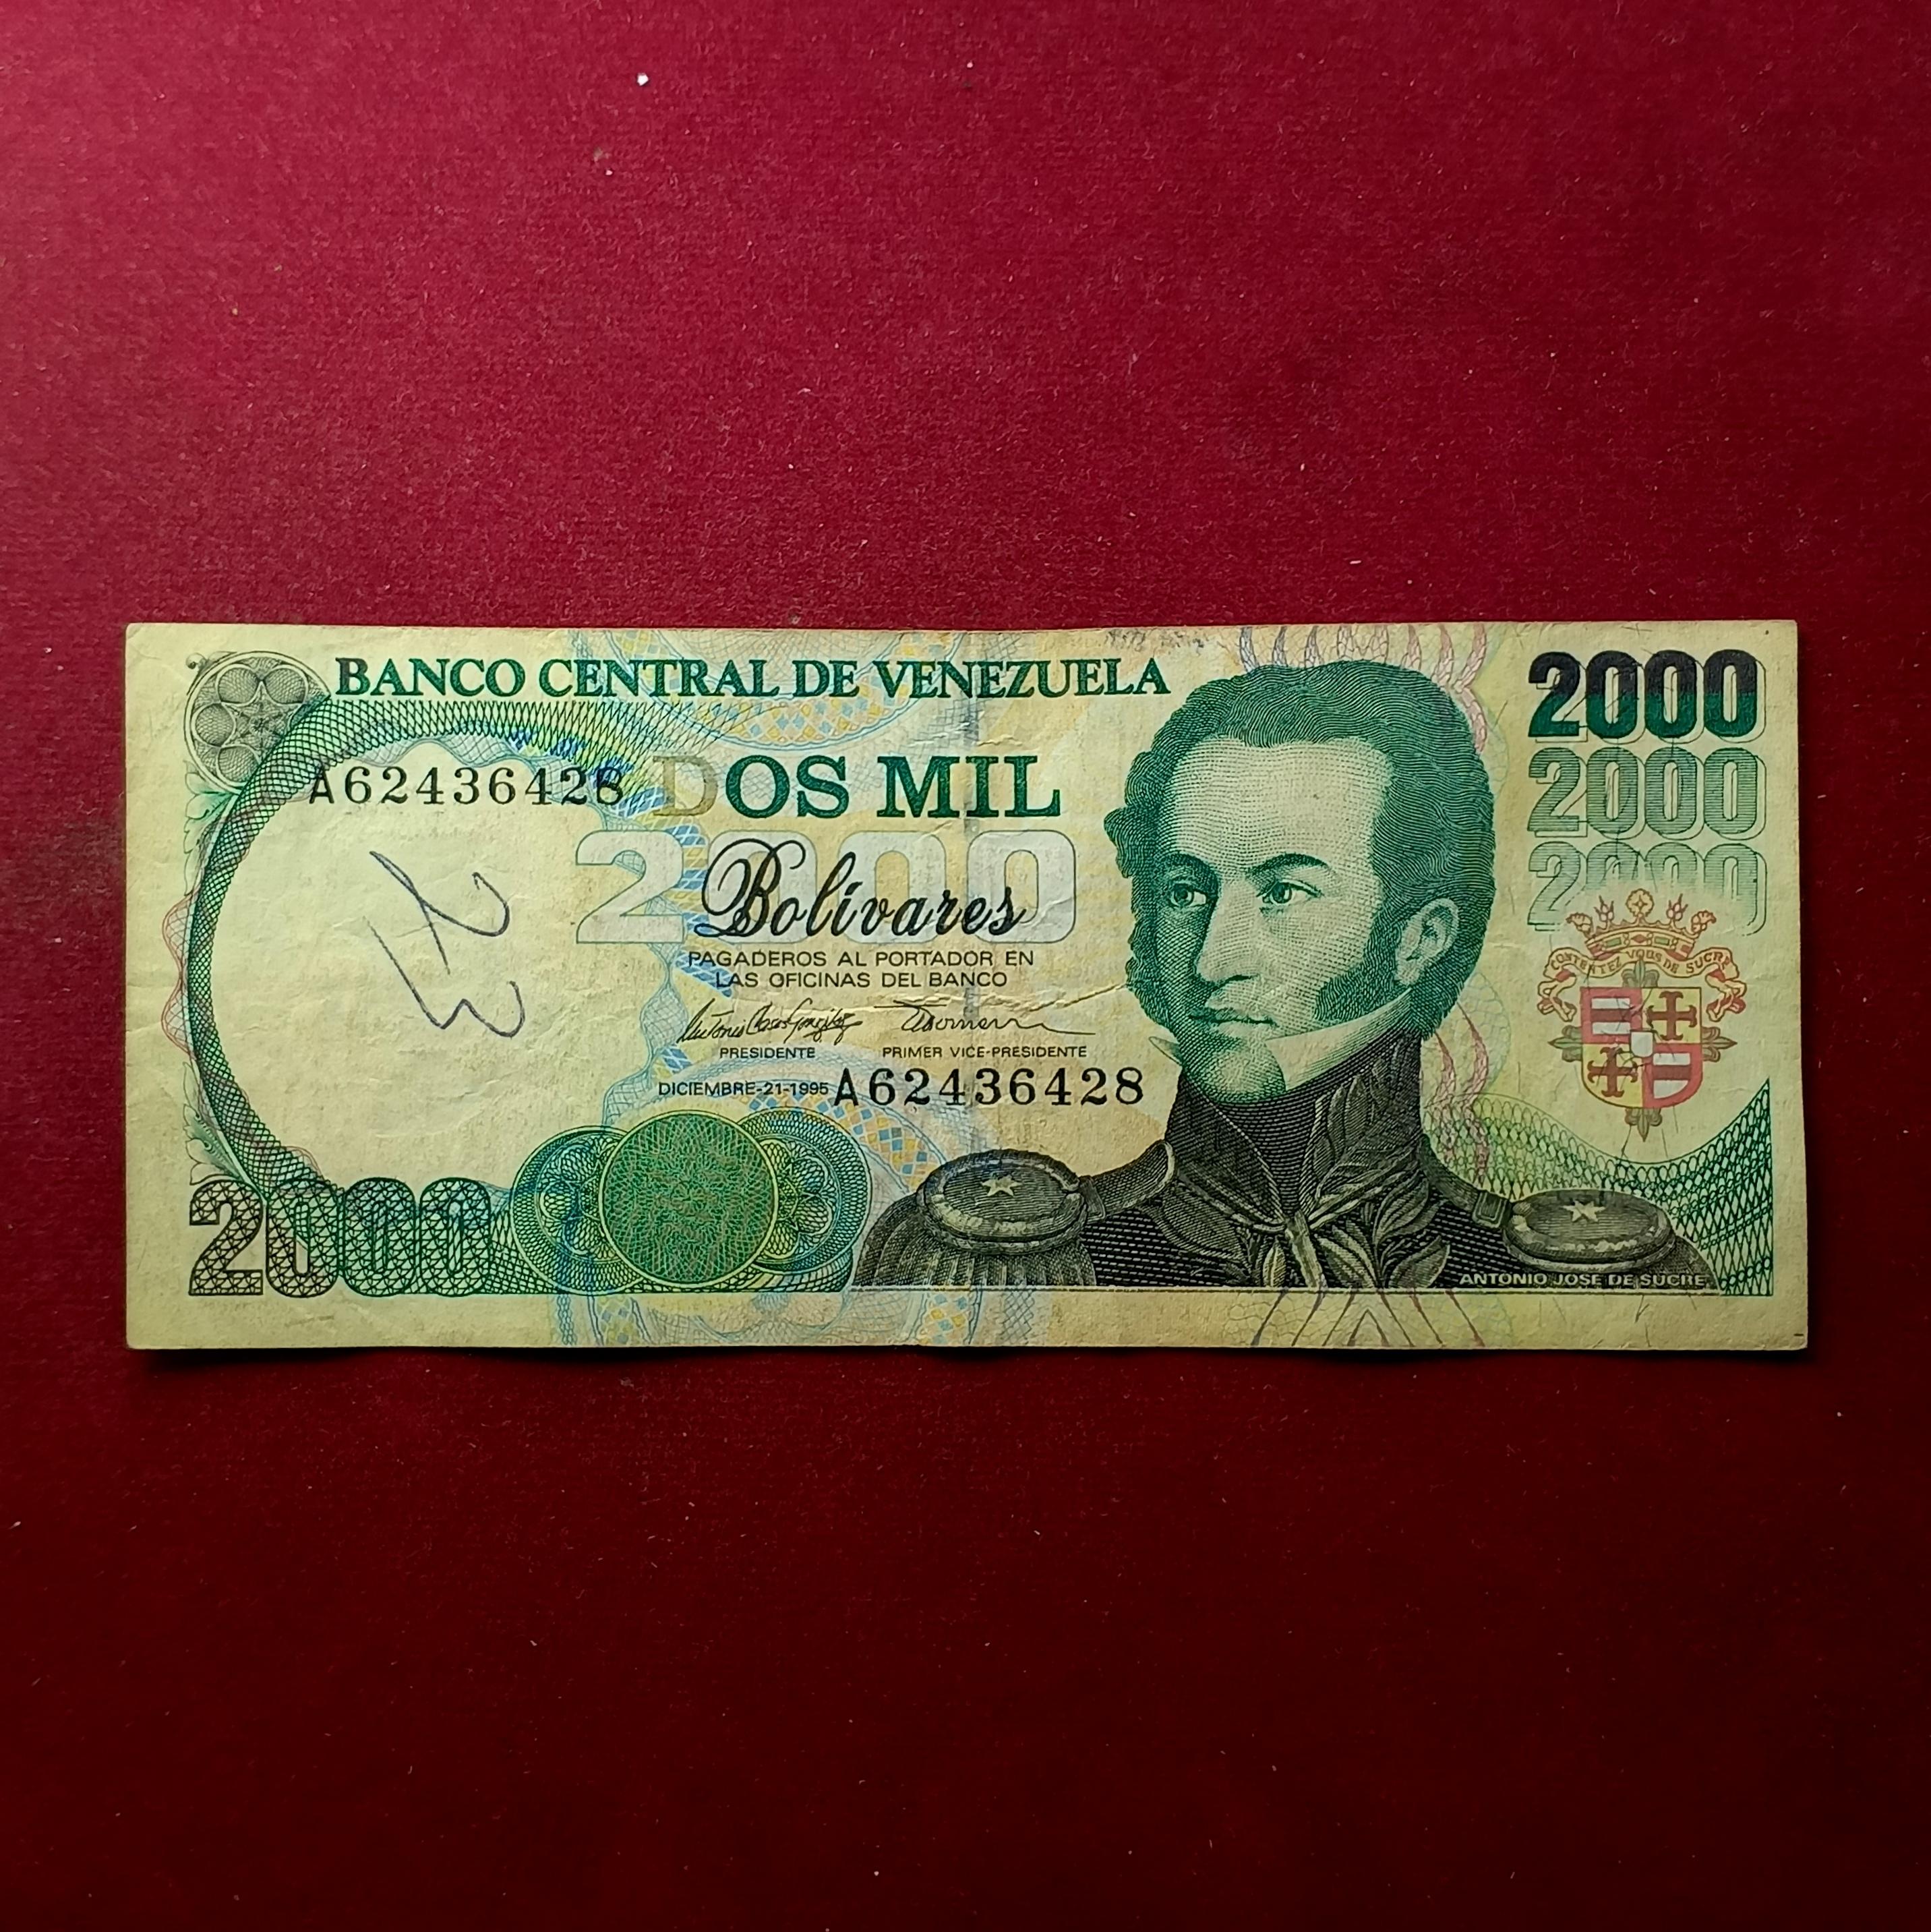 BANCO CENTRAL DE VENEZUELA
2000
2000
2000
A62436428
DOS MIL
2000
Bolívares
PAGADEROS AL PORTADOR EN
LAS OFICINAS DEL BANCO
PRESIDENTE
PRIMER VICE-PRESIDENTE
DICIEMBRE-21-1995
A62436428
2000
ANTONIO JOSE DE SUCRE